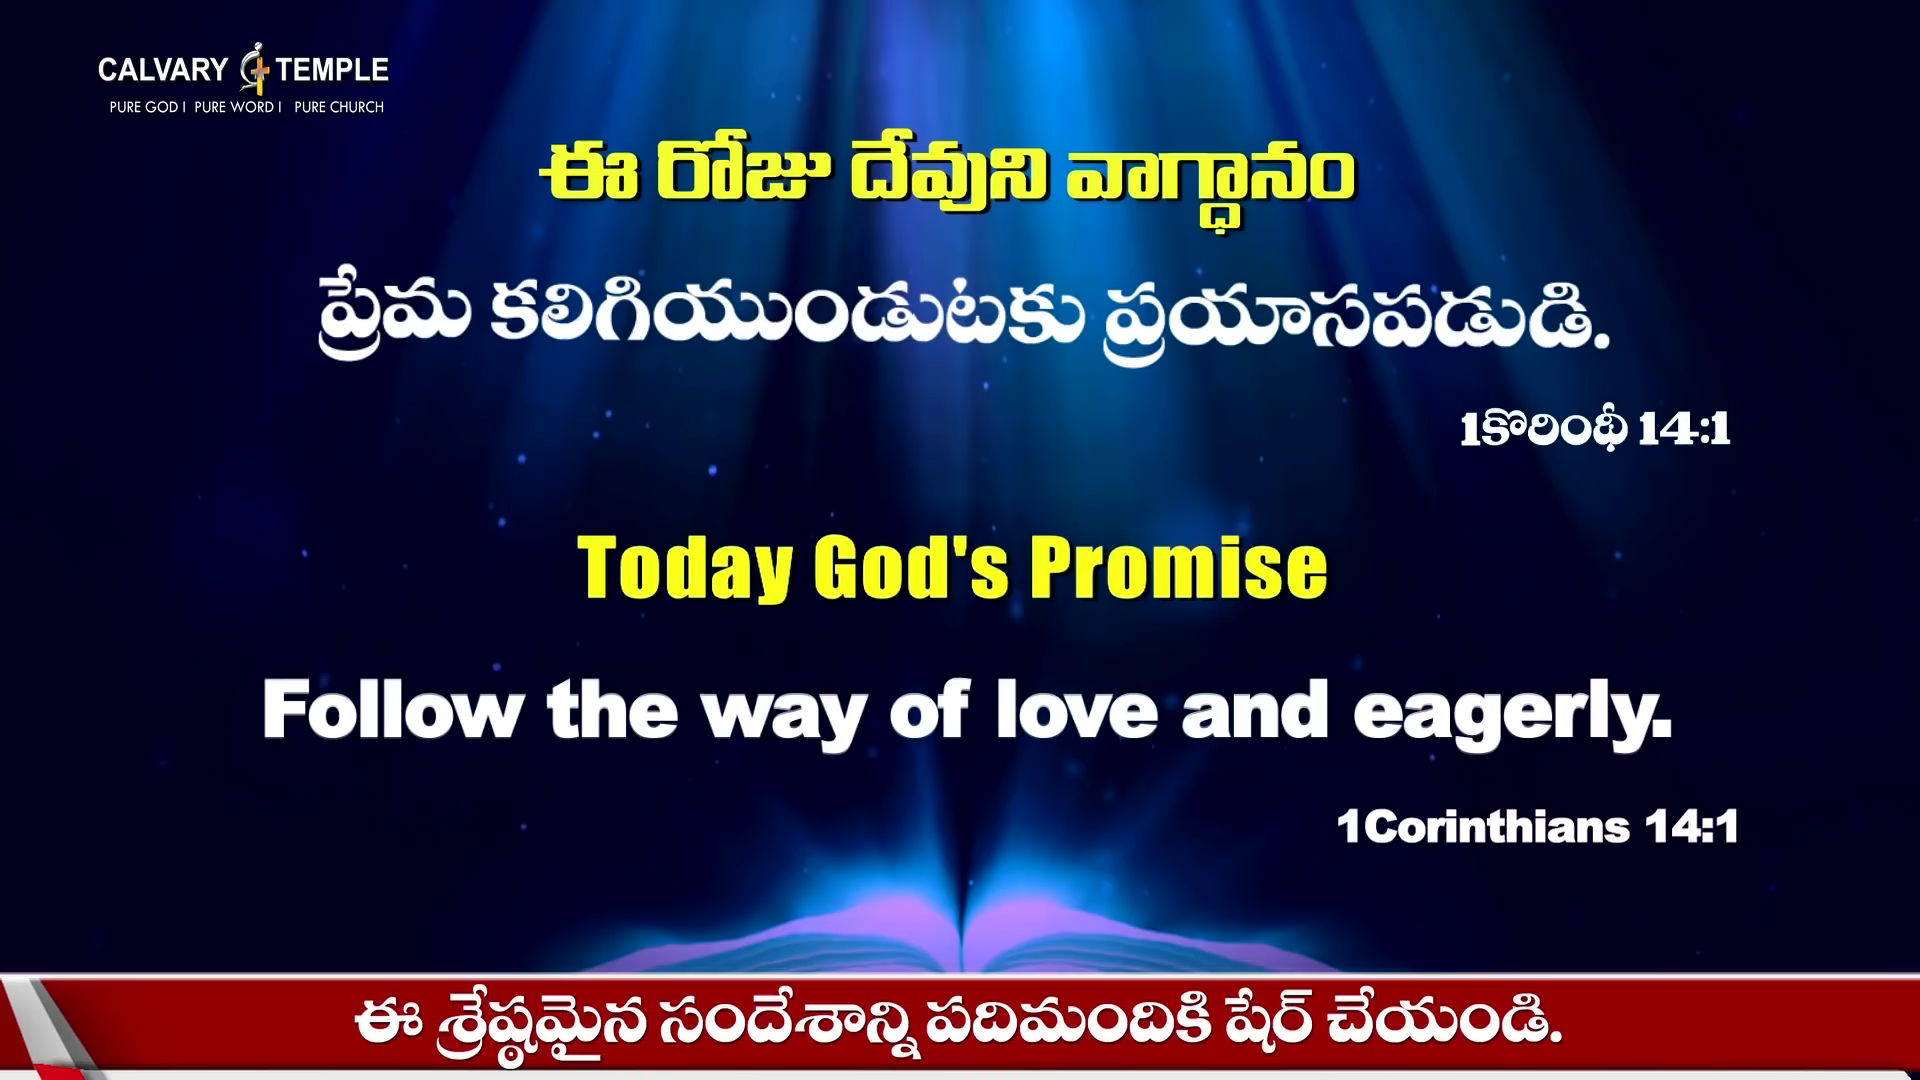 CALVARY TEMPLE
PURE GOD I PURE WORD I PURE CHURCH
ఈ రోజు దేవుని వాగ్ధానం
ప్రేమ కలిగియుండుటకు ప్రయాసపడుడి.
1కొరింథీ 14:1
Today God's Promise
Follow the way of love and eagerly.
1Corinthians 14:1
ఈ శ్రేష్ఠమైన సందేశాన్ని పదిమందికి షేర్ చేయండి.